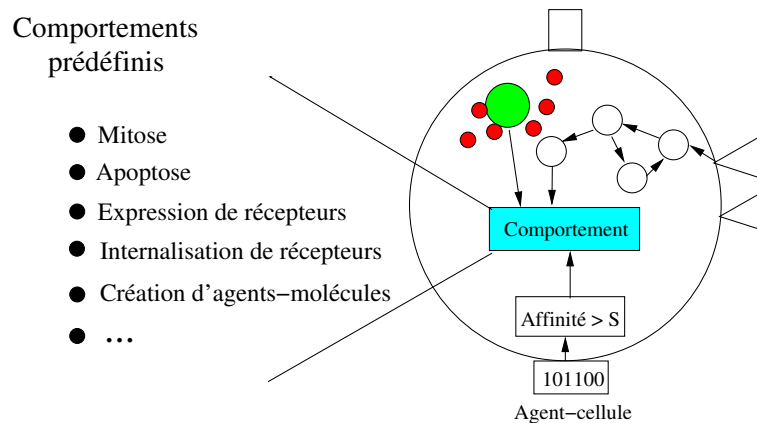 Comportements
prédéfinis
● Mitose
● Apoptose
● Expression de récepteurs
● Internalisation de récepteurs
● Création d'agents−molécules
● ...
Comportement
Affinité > S
101100
Agent−cellule